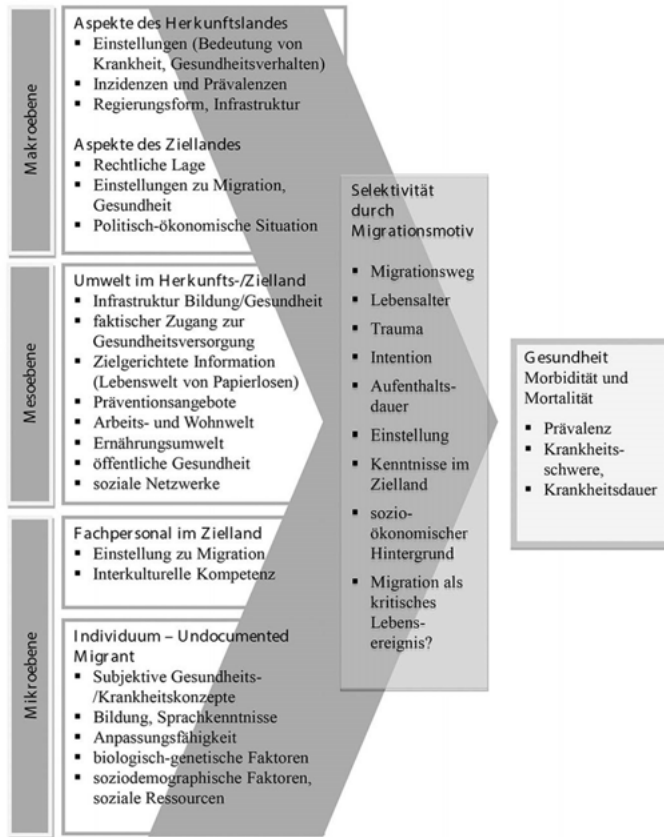 Makroebene
Aspekte des Herkunftslandes
▪ Einstellungen (Bedeutung von
Krankheit, Gesundheitsverhalten)
▪ Inzidenzen und Prävalenzen
▪ Regierungsform, Infrastruktur
Aspekte des Ziellandes
▪ Rechtliche Lage
▪ Einstellungen zu Migration,
Gesundheit
▪ Politisch-ökonomische Situation
Mesoebene
Umwelt im Herkunfts-/Zielland
▪ Infrastruktur Bildung/Gesundheit
▪ faktischer Zugang zur
Gesundheitsversorgung
▪ Zielgerichtete Information
(Lebenswelt von Papierlosen)
▪ Präventionsangebote
▪ Arbeits- und Wohnwelt
▪ Ernährungsumwelt
▪ öffentliche Gesundheit
▪ soziale Netzwerke
Mikroebene
Fachpersonal im Zielland
▪ Einstellung zu Migration
▪ Interkulturelle Kompetenz
Individuum – Undocumented
Migrant
▪ Subjektive Gesundheits-
/Krankheitskonzepte
▪ Bildung, Sprachkenntnisse
▪ Anpassungsfähigkeit
▪ biologisch-genetische Faktoren
▪ soziodemographische Faktoren,
soziale Ressourcen
Selektivität
durch
Migrationsmotiv
▪ Migrationsweg
▪ Lebensalter
▪ Trauma
▪ Intention
▪ Aufenthalts-
dauer
▪ Einstellung
▪ Kenntnisse im
Zielland
▪ sozio-
ökonomischer
Hintergrund
▪ Migration als
kritisches
Lebens-
ereignis?
Gesundheit
Morbidität und
Mortalität
▪ Prävalenz
▪ Krankheits-
schwere,
▪ Krankheitsdauer